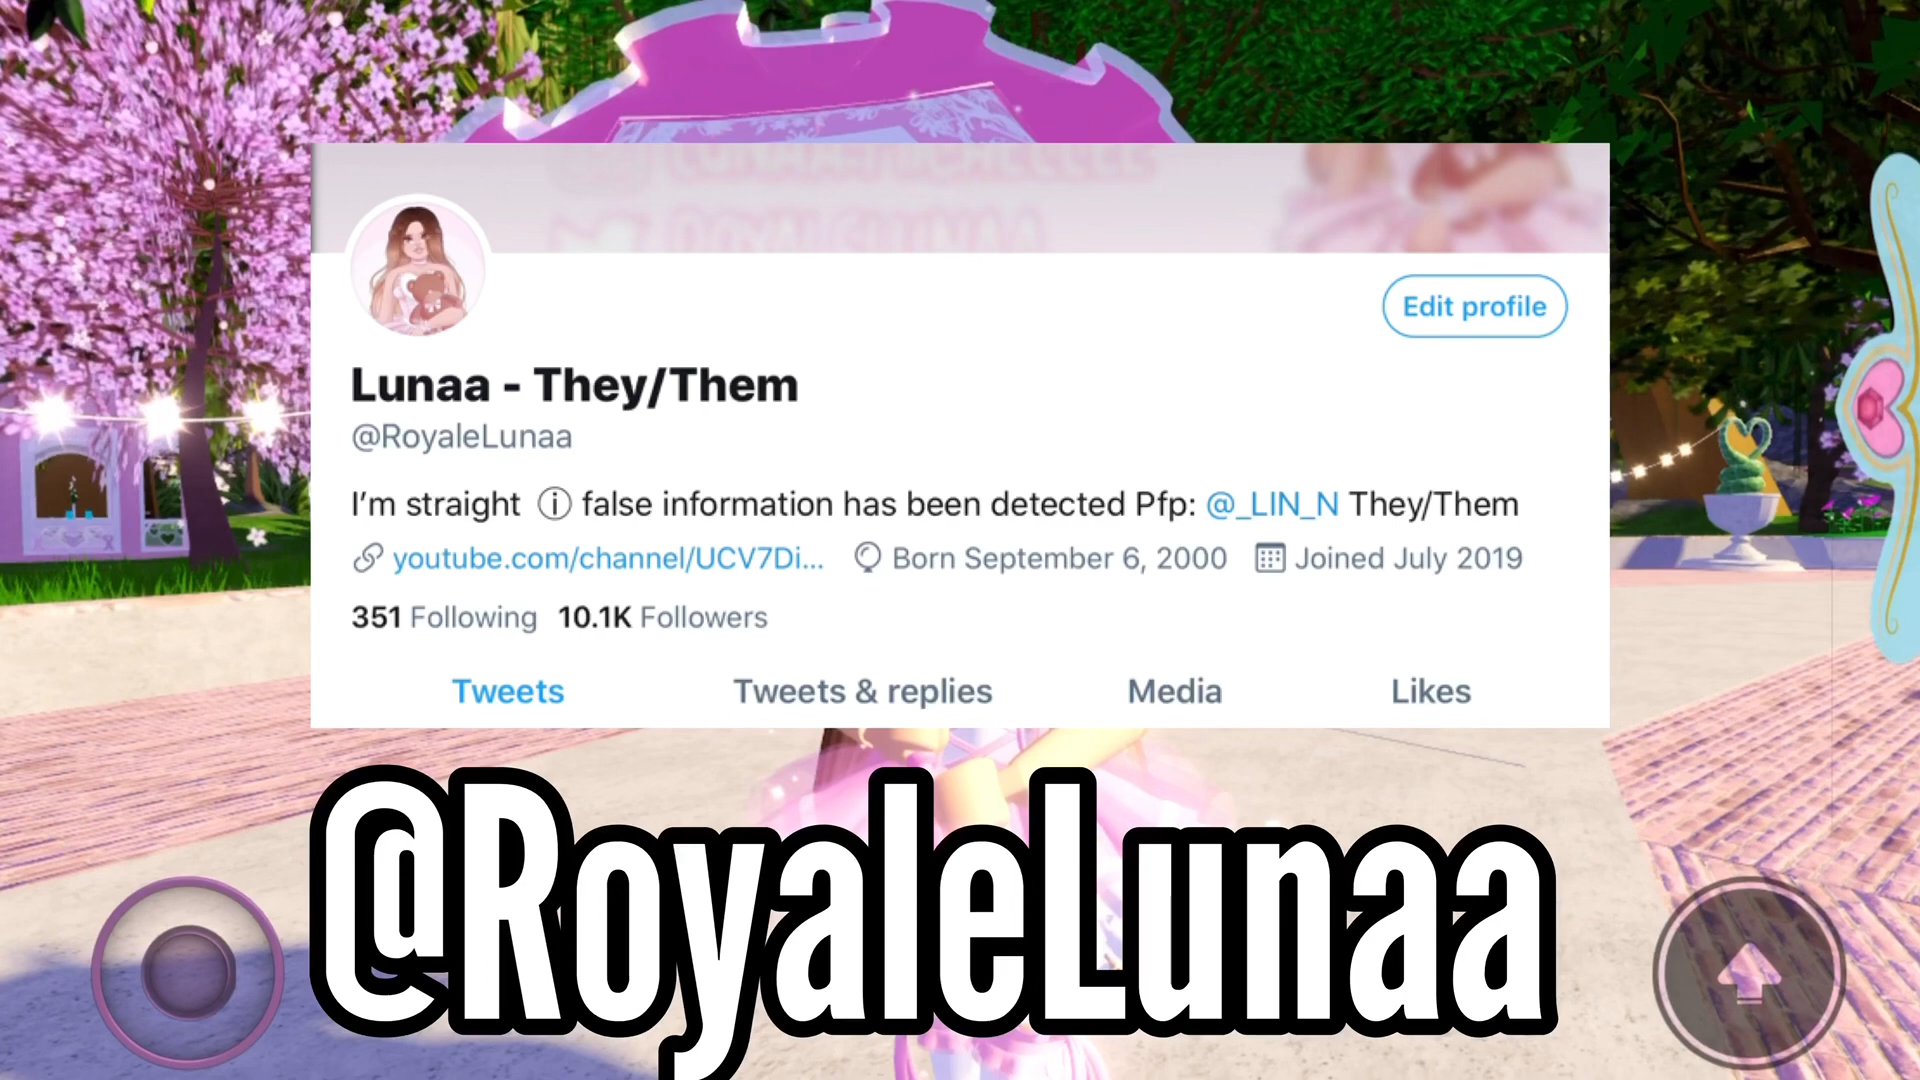 Edit profile
Lunaa - They/Them
@RoyaleLunaa
I'm straight ⓘ false information has been detected Pfp: @_LIN_N They/Them
youtube.com/channel/UCV7Di... Born September 6, 2000 Joined July 2019
351 Following 10.1K Followers
Tweets Tweets & replies Media Likes
@RoyaleLunaa